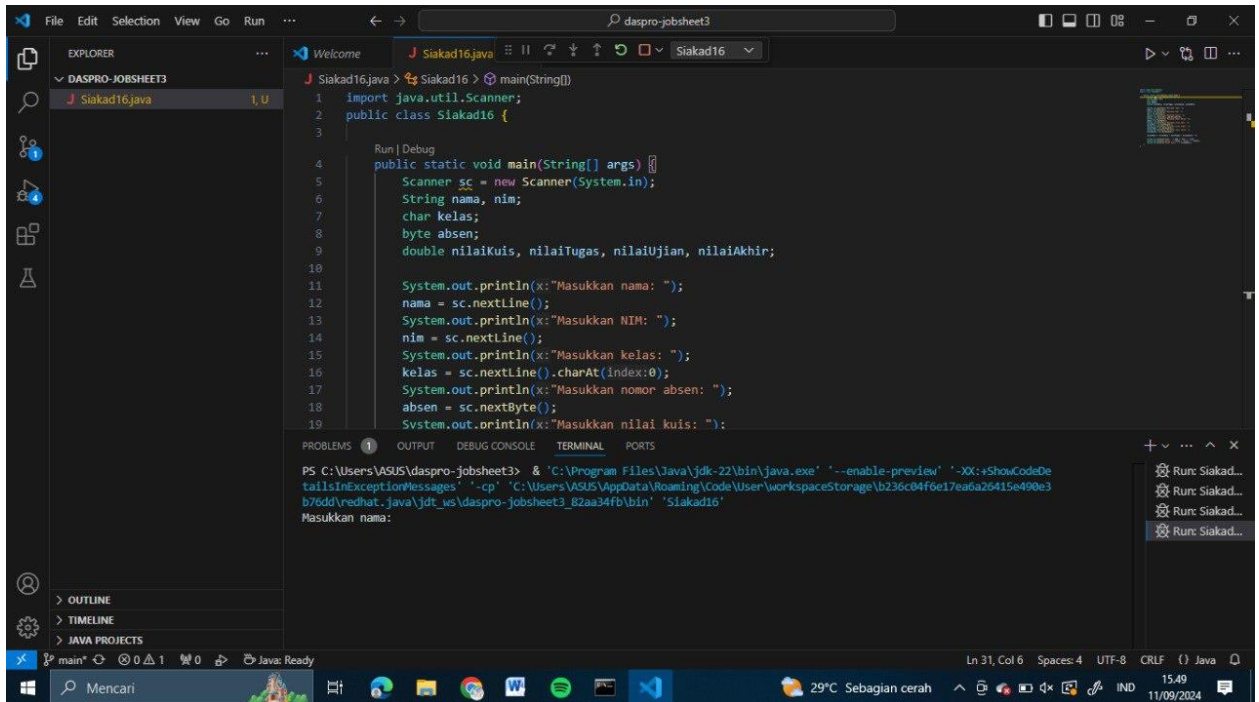 File Edit Selection View Go Run ··· daspro-jobsheet3
EXPLORER ···
Welcome Siakad16.java Siakad16
DASPRO-JOBSHEET3
J Siakad16.java 1, U
J Siakad16.java > Siakad16 > main(String[])
1 import java.util.Scanner;
2 public class Siakad16 {
3
Run | Debug
4 public static void main(String[] args) {
5 Scanner sc = new Scanner(System.in);
6 String nama, nim;
7 char kelas;
8 byte absen;
9 double nilaiKuis, nilaiTugas, nilaiUjian, nilaiAkhir;
10
11 System.out.println(x:"Masukkan nama: ");
12 nama = sc.nextLine();
13 System.out.println(x:"Masukkan NIM: ");
14 nim = sc.nextLine();
15 System.out.println(x:"Masukkan kelas: ");
16 kelas = sc.nextLine().charAt(index:0);
17 System.out.println(x:"Masukkan nomor absen: ");
18 absen = sc.nextByte();
19 System.out.println(x:"Masukkan nilai kuis: ");
PROBLEMS 1 OUTPUT DEBUG CONSOLE TERMINAL PORTS
PS C:\Users\ASUS\daspro-jobsheet3> & 'C:\Program Files\Java\jdk-22\bin\java.exe' '--enable-preview' '-XX:+ShowCodeDe
tailsInExceptionMessages' '-cp' 'C:\Users\ASUS\AppData\Roaming\Code\User\workspaceStorage\b236c04f6e17ea6a26415e490e3
b76dd\redhat.java\jdt_ws\daspro-jobsheet3_82aa34fb\bin' 'Siakad16'
Masukkan nama:
Run: Siakad...
Run: Siakad...
Run: Siakad...
Run: Siakad...
1
4
OUTLINE
TIMELINE
JAVA PROJECTS
main* 0 1 0 Java: Ready Ln 31, Col 6 Spaces: 4 UTF-8 CRLF {} Java
Mencari 29°C Sebagian cerah IND 15.49
11/09/2024